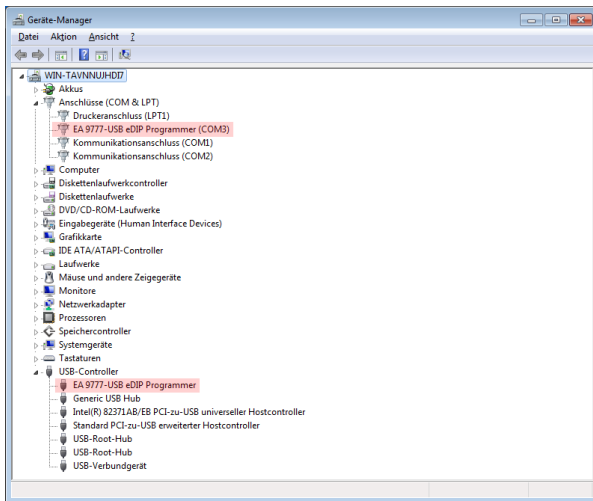 Geräte-Manager
Datei Aktion Ansicht ?
WIN-TAVNNUJHDI7
Akkus
Anschlüsse (COM & LPT)
Druckeranschluss (LPT1)
EA 9777-USB eDIP Programmer (COM3)
Kommunikationsanschluss (COM1)
Kommunikationsanschluss (COM2)
Computer
Diskettenlaufwerkcontroller
Diskettenlaufwerke
DVD/CD-ROM-Laufwerke
Eingabegeräte (Human Interface Devices)
Grafikkarte
IDE ATA/ATAPI-Controller
Laufwerke
Mäuse und andere Zeigegeräte
Monitore
Netzwerkadapter
Prozessoren
Speichercontroller
Systemgeräte
Tastaturen
USB-Controller
EA 9777-USB eDIP Programmer
Generic USB Hub
Intel(R) 82371AB/EB PCI-zu-USB universeller Hostcontroller
Standard PCI-zu-USB erweiterter Hostcontroller
USB-Root-Hub
USB-Root-Hub
USB-Verbundgerät